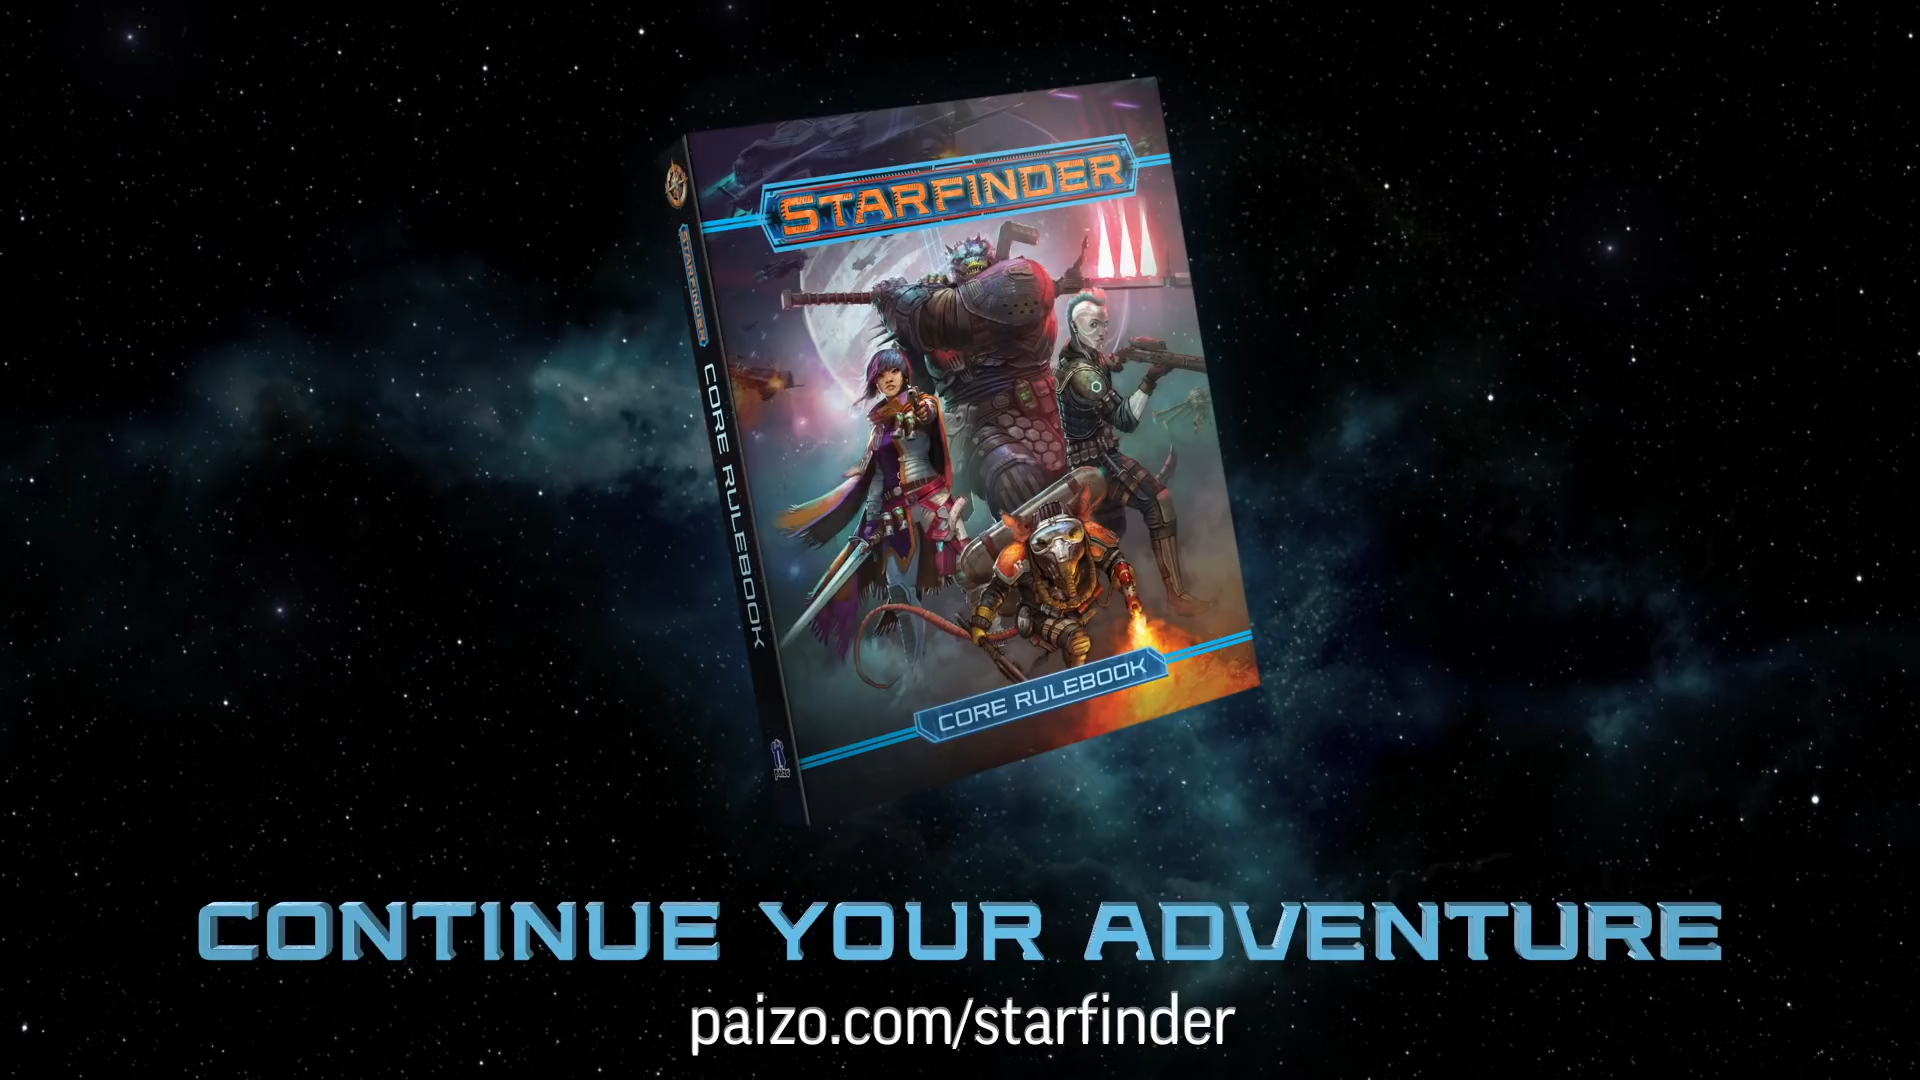 STARFINDER
CORE RULEBOOK
STARFINDER
CORE RULEBOOK
paizo
CONTINUE YOUR ADVENTURE
paizo.com/starfinder